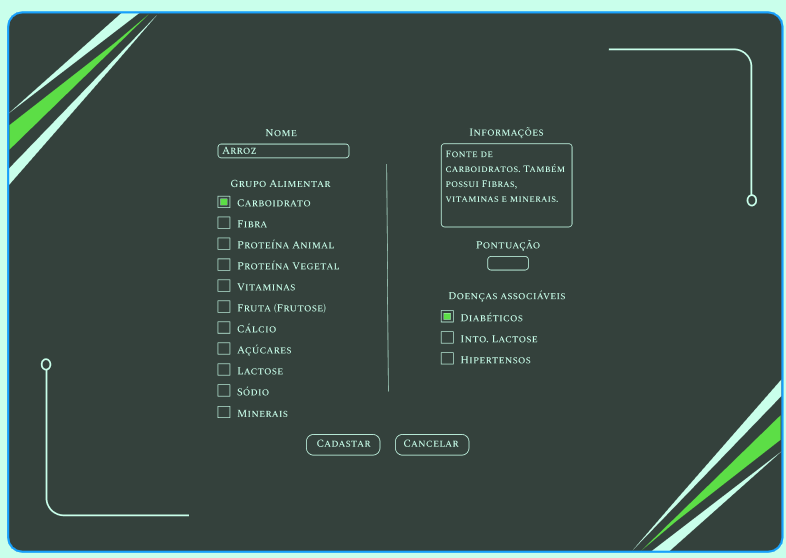 Nome
Arroz
Grupo Alimentar
Carboidrato
Fibra
Proteína Animal
Proteína Vegetal
Vitaminas
Fruta (Frutose)
Cálcio
Açúcares
Lactose
Sódio
Minerais
Informações
Fonte de
carboidratos. Também
possui Fibras,
vitaminas e minerais.
Pontuação
Doenças associáveis
Diabéticos
Into. Lactose
Hipertensos
Cadastar
Cancelar